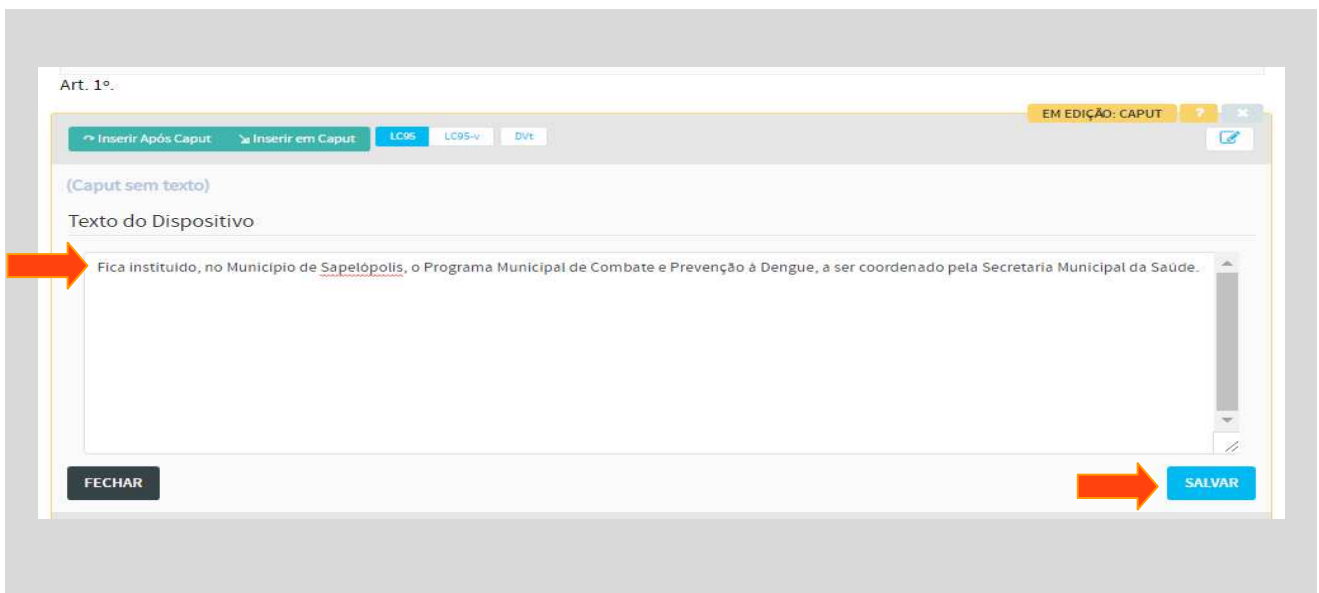 Art. 1º.
EM EDIÇÃO: CAPUT ? ×
Inserir Após Caput Inserir em Caput LC95 LC95-v DVt
(Caput sem texto)
Texto do Dispositivo
Fica instituído, no Município de Sapelópolis, o Programa Municipal de Combate e Prevenção à Dengue, a ser coordenado pela Secretaria Municipal da Saúde.
FECHAR SALVAR